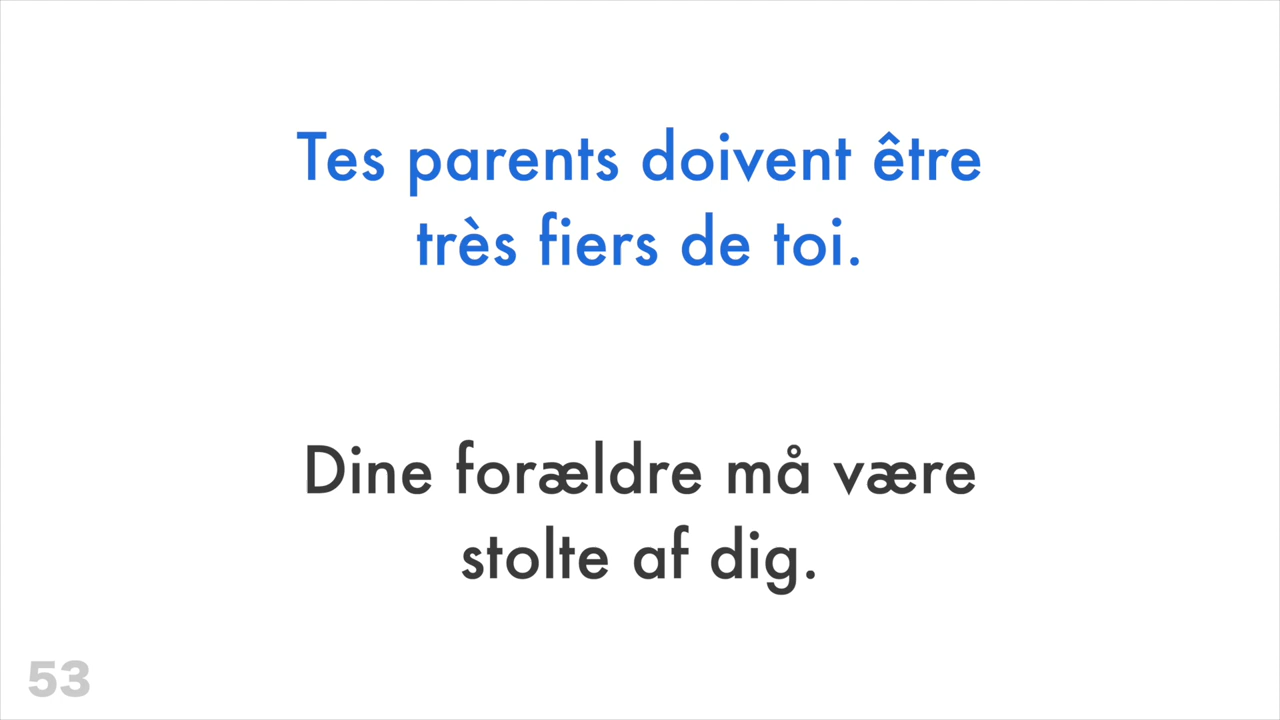 Tes parents doivent être
très fiers de toi.
Dine forældre må være
stolte af dig.
53